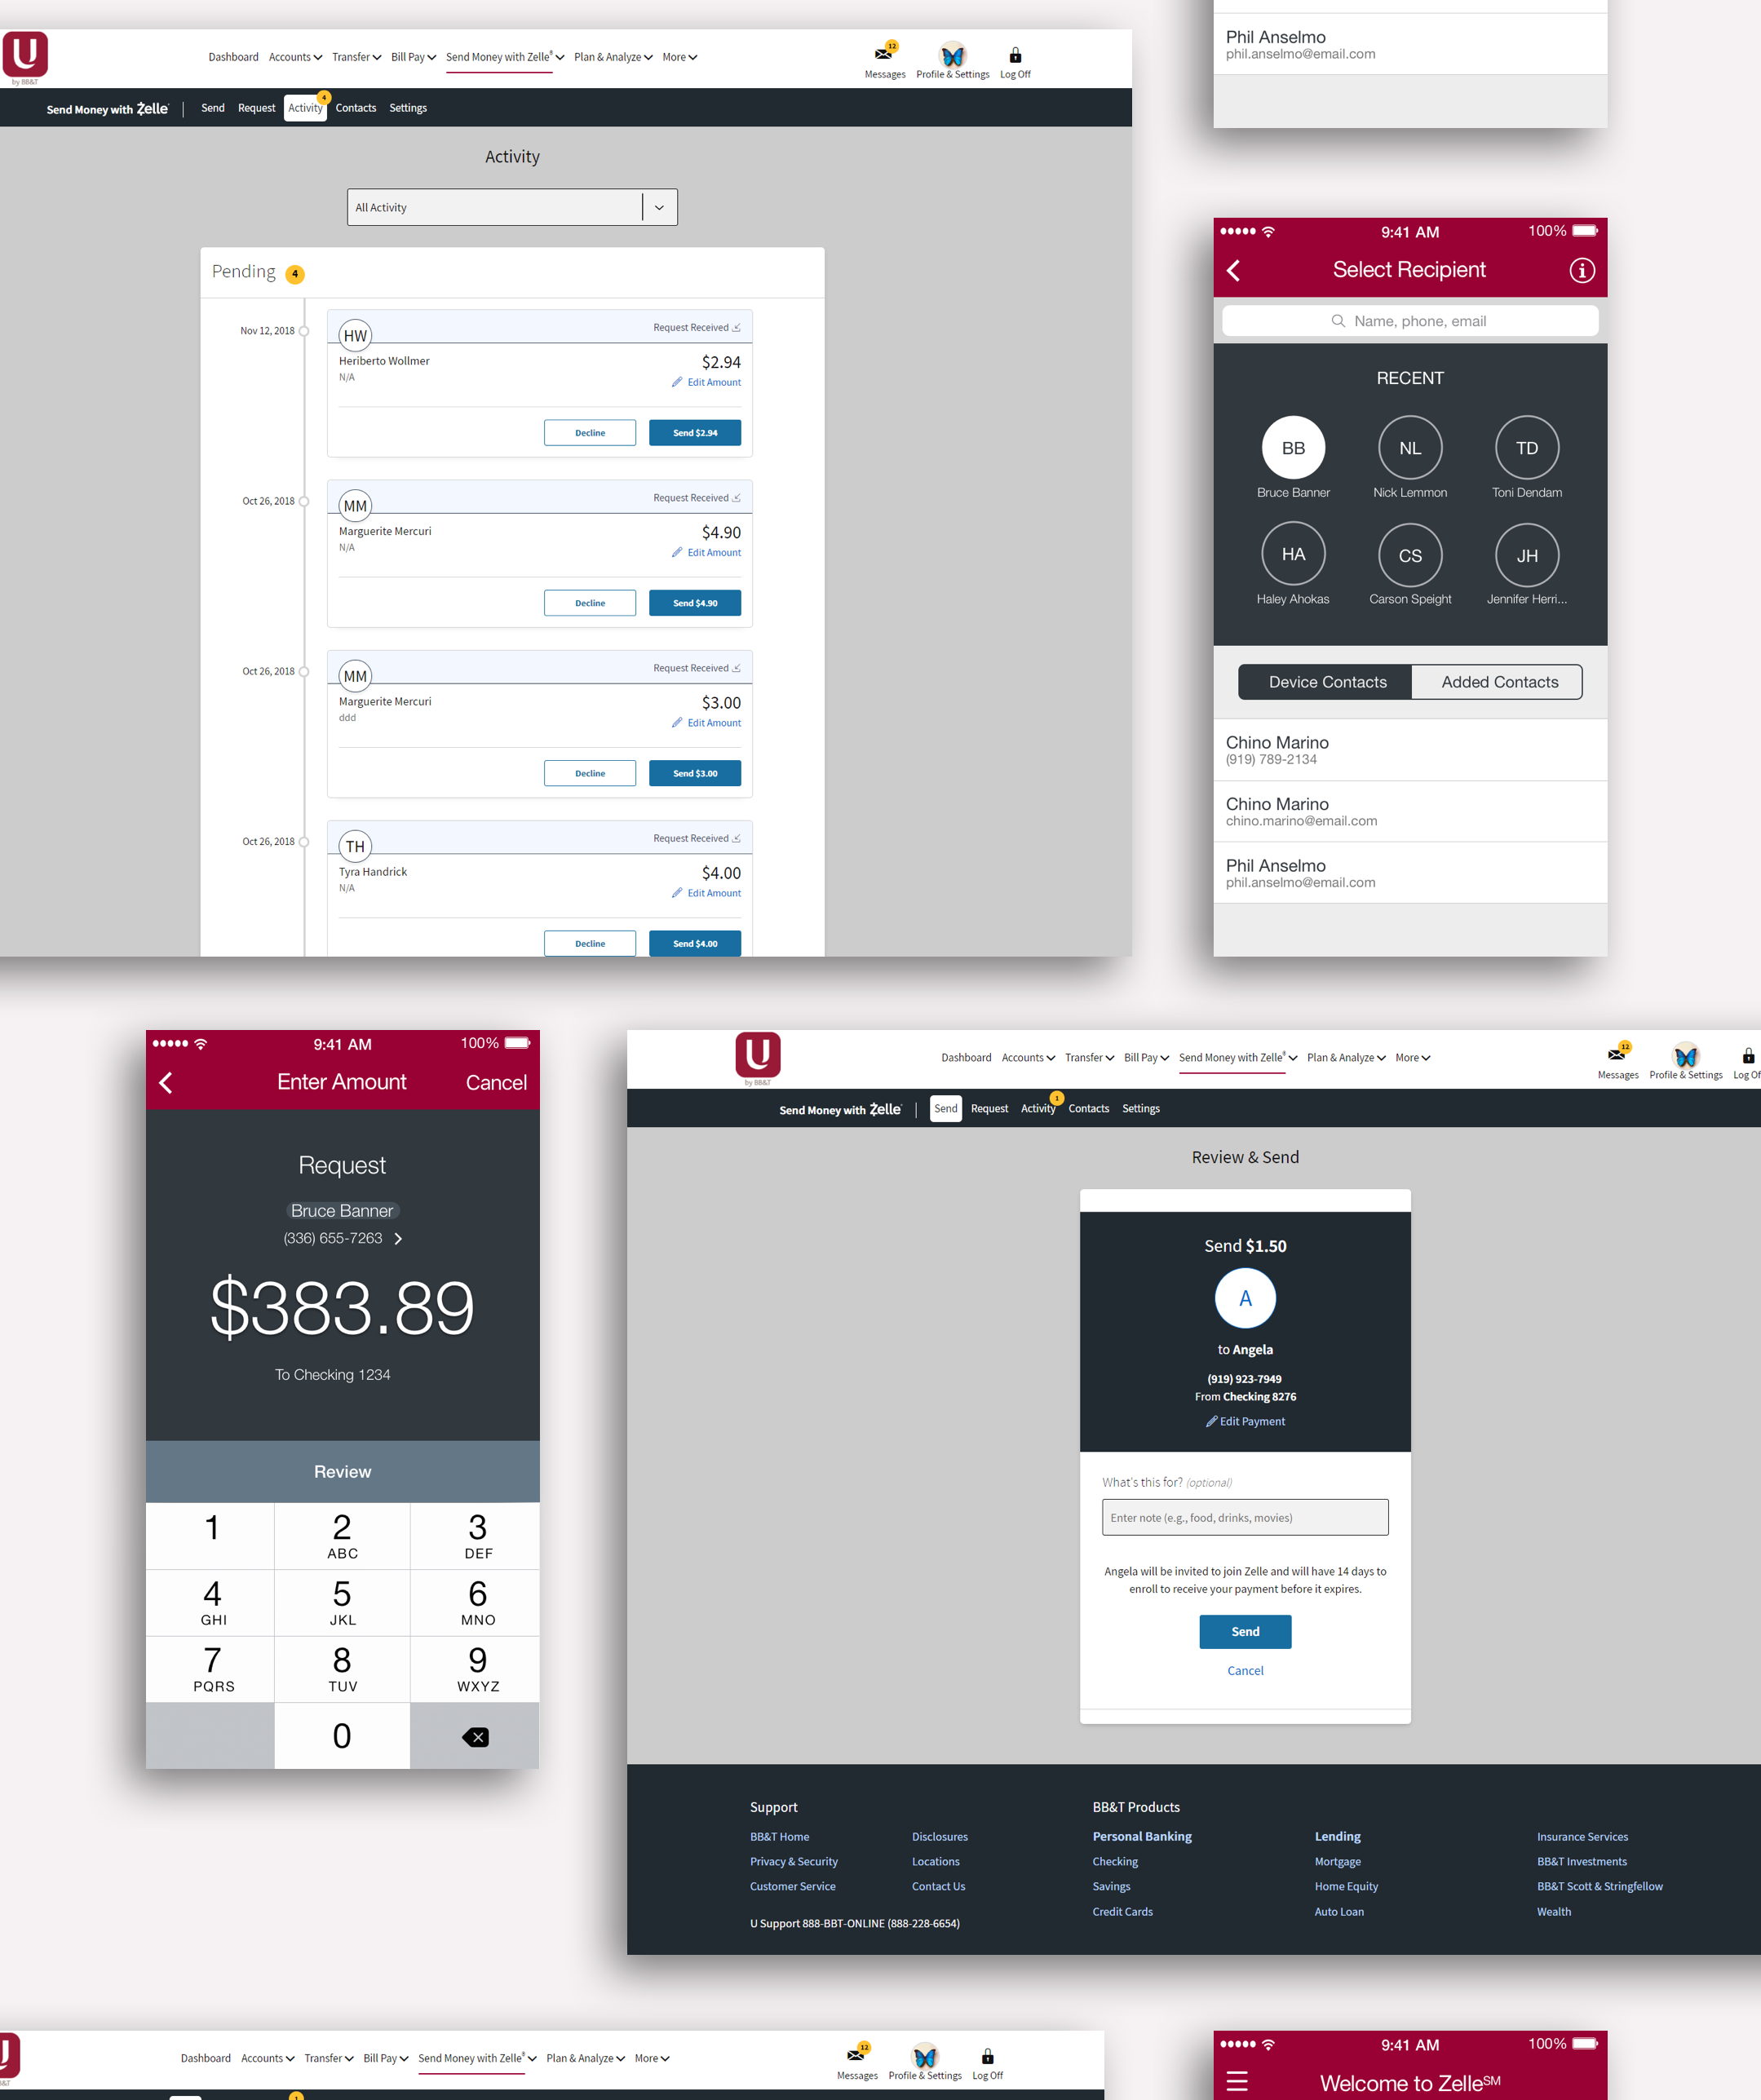 Phil Anselmo
phil.anselmo@email.com
U
by BB&T
Dashboard Accounts Transfer Bill Pay Send Money with Zelle® Plan & Analyze More
12
Messages Profile & Settings Log Off
Send Money with Zelle Send Request Activity 4 Contacts Settings
Activity
All Activity
Pending 4
Nov 12, 2018
HW
Request Received
Heriberto Wollmer
$2.94
N/A
Edit Amount
Decline
Send $2.94
Oct 26, 2018
MM
Request Received
Marguerite Mercuri
$4.90
N/A
Edit Amount
Decline
Send $4.90
Oct 26, 2018
MM
Request Received
Marguerite Mercuri
$3.00
ddd
Edit Amount
Decline
Send $3.00
Oct 26, 2018
TH
Request Received
Tyra Handrick
$4.00
N/A
Edit Amount
Decline
Send $4.00
9:41 AM 100%
Select Recipient
Name, phone, email
RECENT
BB NL TD
Bruce Banner Nick Lemmon Toni Dendam
HA CS JH
Haley Ahokas Carson Speight Jennifer Herri...
Device Contacts Added Contacts
Chino Marino
(919) 789-2134
Chino Marino
chino.marino@email.com
Phil Anselmo
phil.anselmo@email.com
9:41 AM 100%
Enter Amount Cancel
Request
Bruce Banner
(336) 655-7263
$383.89
To Checking 1234
Review
1 2 3
ABC DEF
4 5 6
GHI JKL MNO
7 8 9
PQRS TUV WXYZ
0
U
by BB&T
Dashboard Accounts Transfer Bill Pay Send Money with Zelle® Plan & Analyze More
12
Messages Profile & Settings Log Of
Send Money with Zelle Send Request Activity 1 Contacts Settings
Review & Send
Send $1.50
A
to Angela
(919) 923-7949
From Checking 8276
Edit Payment
What's this for? (optional)
Enter note (e.g., food, drinks, movies)
Angela will be invited to join Zelle and will have 14 days to
enroll to receive your payment before it expires.
Send
Cancel
Support
BB&T Products
BB&T Home Disclosures Personal Banking Lending Insurance Services
Privacy & Security Locations Checking Mortgage BB&T Investments
Customer Service Contact Us Savings Home Equity BB&T Scott & Stringfellow
Credit Cards Auto Loan Wealth
U Support 888-BBT-ONLINE (888-228-6654)
Dashboard Accounts Transfer Bill Pay Send Money with Zelle® Plan & Analyze More
12
Messages Profile & Settings Log Off
1
9:41 AM 100%
Welcome to Zelle℠